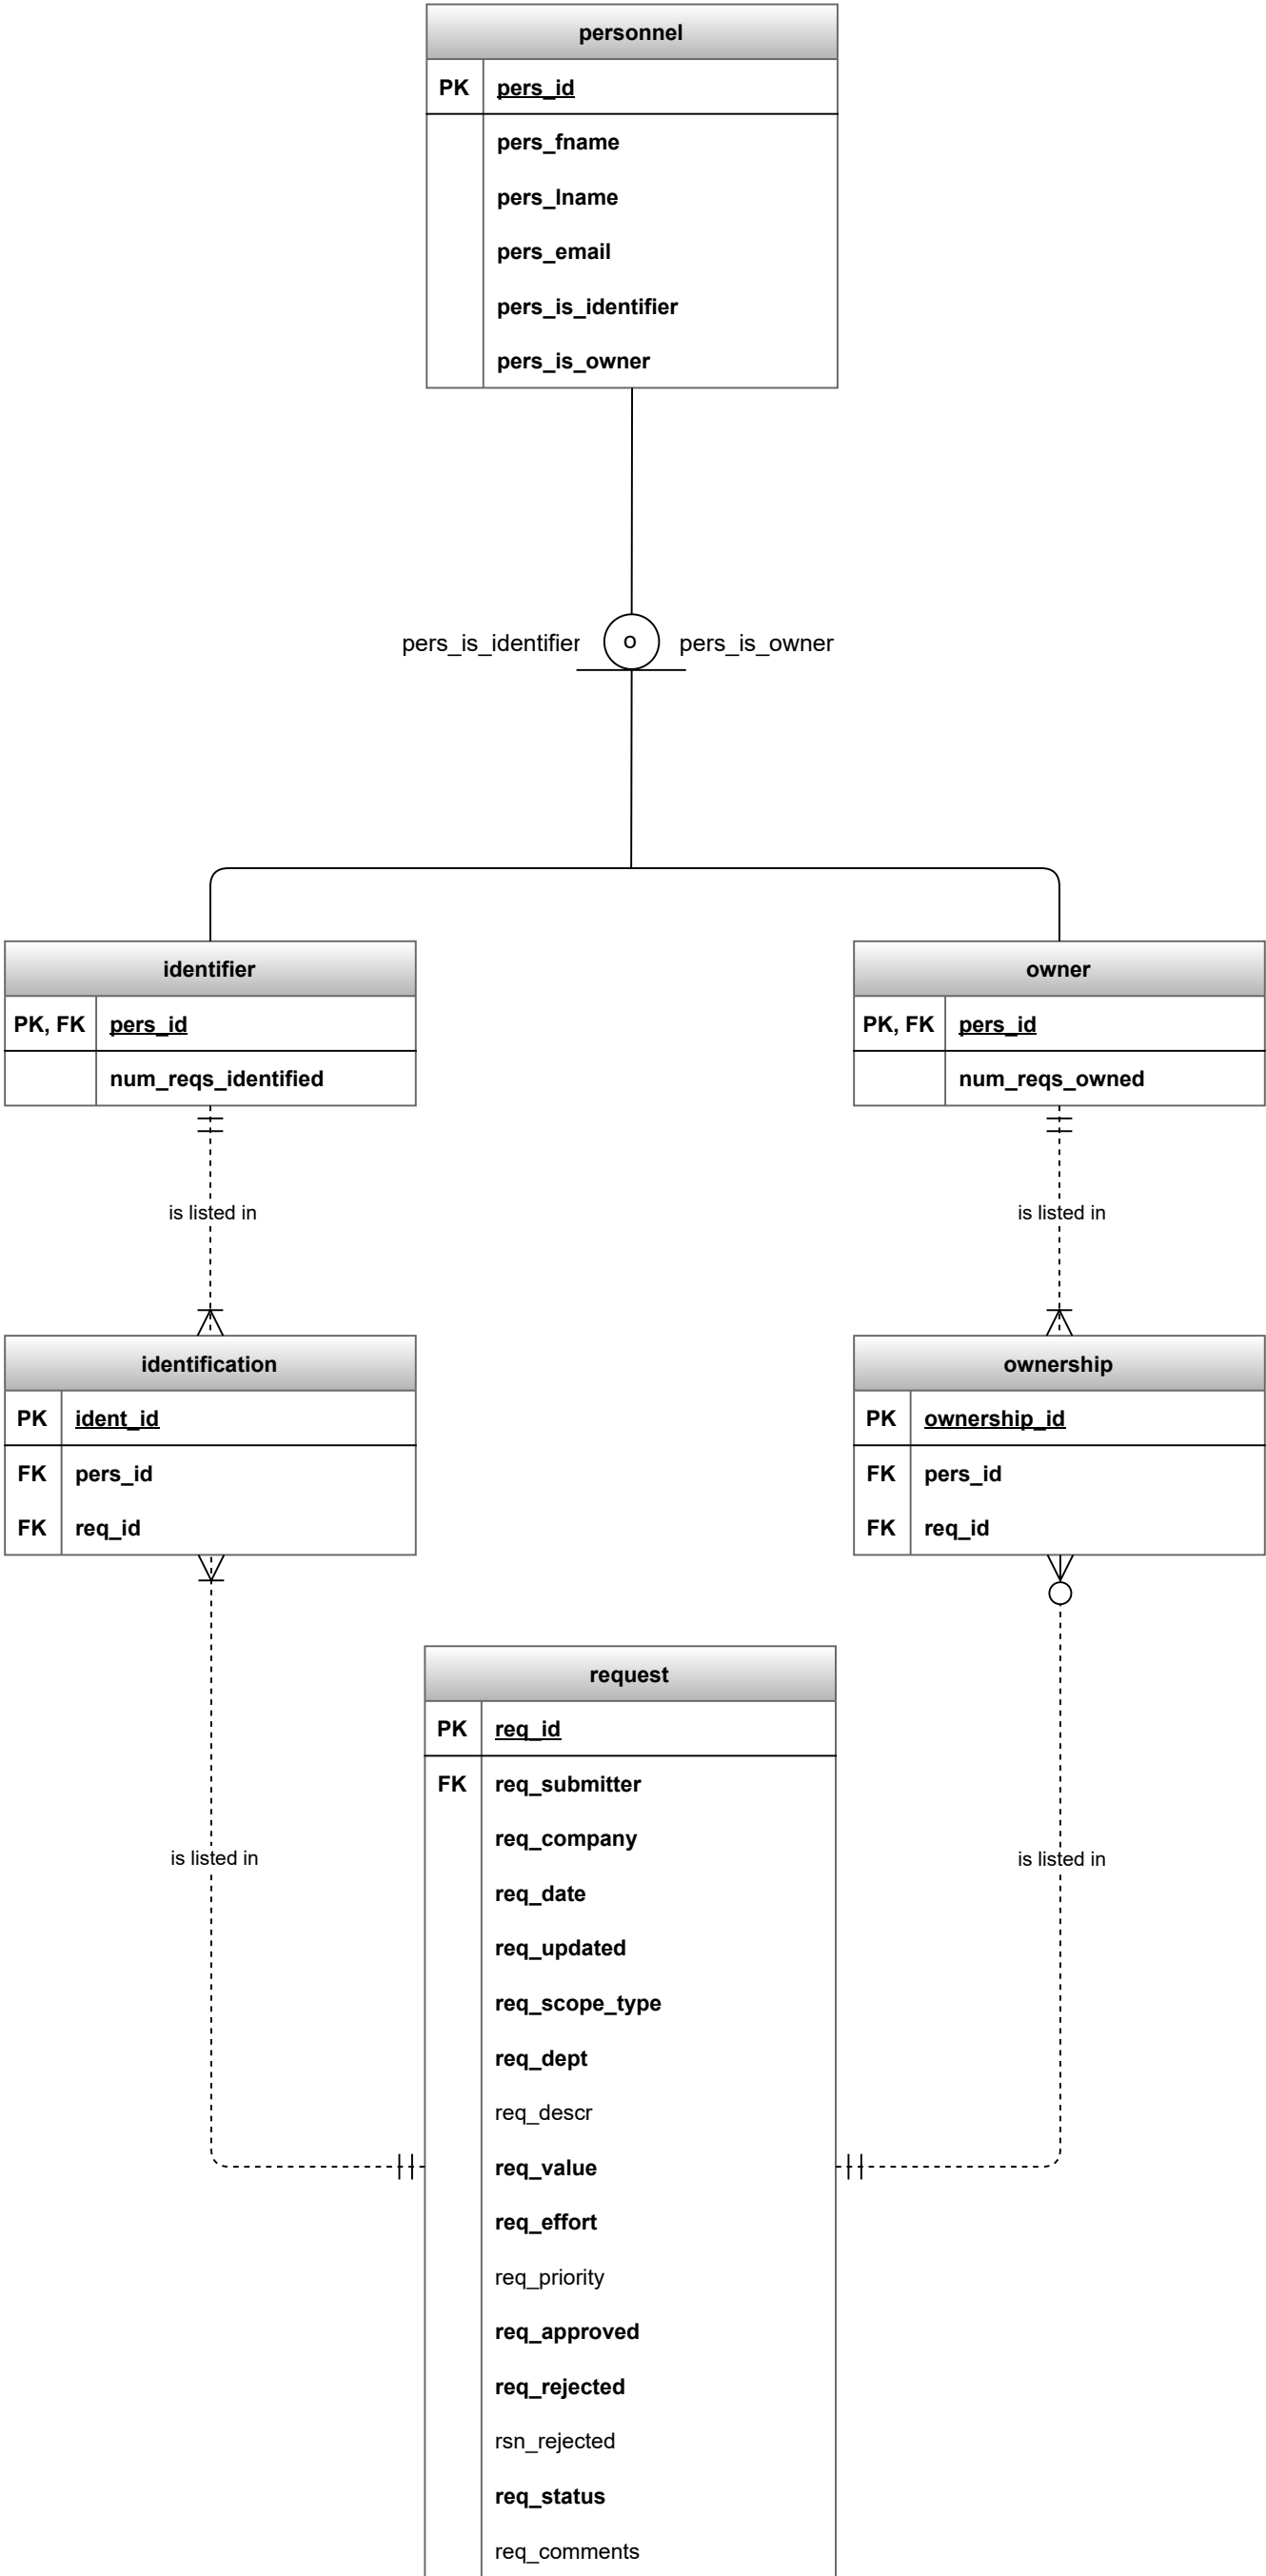 personnel
PK pers_id
pers_fname
pers_lname
pers_email
pers_is_identifier
pers_is_owner
pers_is_identifier o pers_is_owner
identifier
PK, FK pers_id
num_reqs_identified
owner
PK, FK pers_id
num_reqs_owned
is listed in
is listed in
identification
PK ident_id
FK pers_id
FK req_id
ownership
PK ownership_id
FK pers_id
FK req_id
is listed in
is listed in
request
PK req_id
FK req_submitter
req_company
req_date
req_updated
req_scope_type
req_dept
req_descr
req_value
req_effort
req_priority
req_approved
req_rejected
rsn_rejected
req_status
req_comments